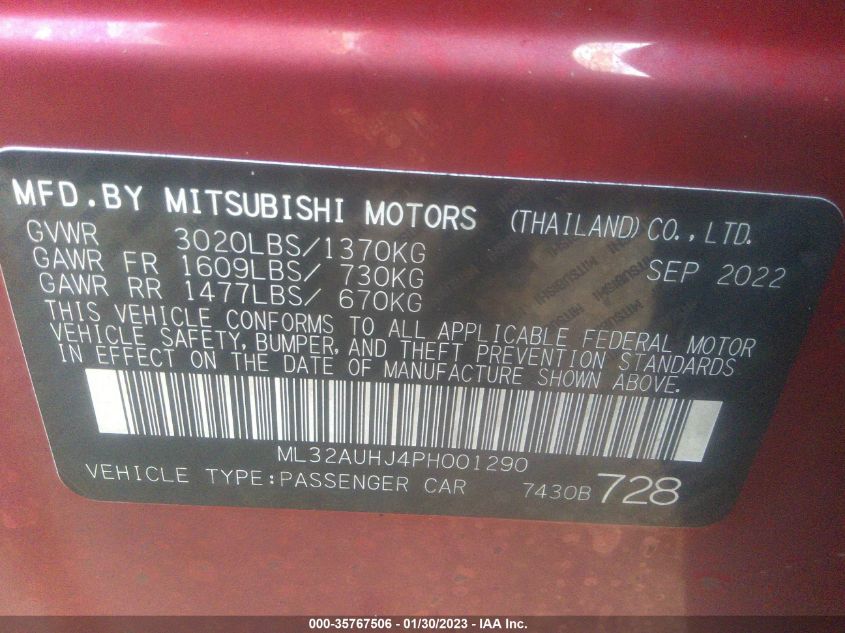 MFD.BY MITSUBISHI MOTORS (THAILAND) CO., LTD.
GVWR 3020LBS/1370KG SEP 2022
GAWR FR 1609LBS/ 730KG
GAWR RR 1477LBS/ 670KG
THIS VEHICLE CONFORMS TO ALL APPLICABLE FEDERAL MOTOR
VEHICLE SAFETY, BUMPER, AND THEFT PREVENTION STANDARDS
IN EFFECT ON THE DATE OF MANUFACTURE SHOWN ABOVE.
ML32AUHJ4PH001290
VEHICLE TYPE:PASSENGER CAR 7430B 728
000-35767506 - 01/30/2023 - IAA Inc.